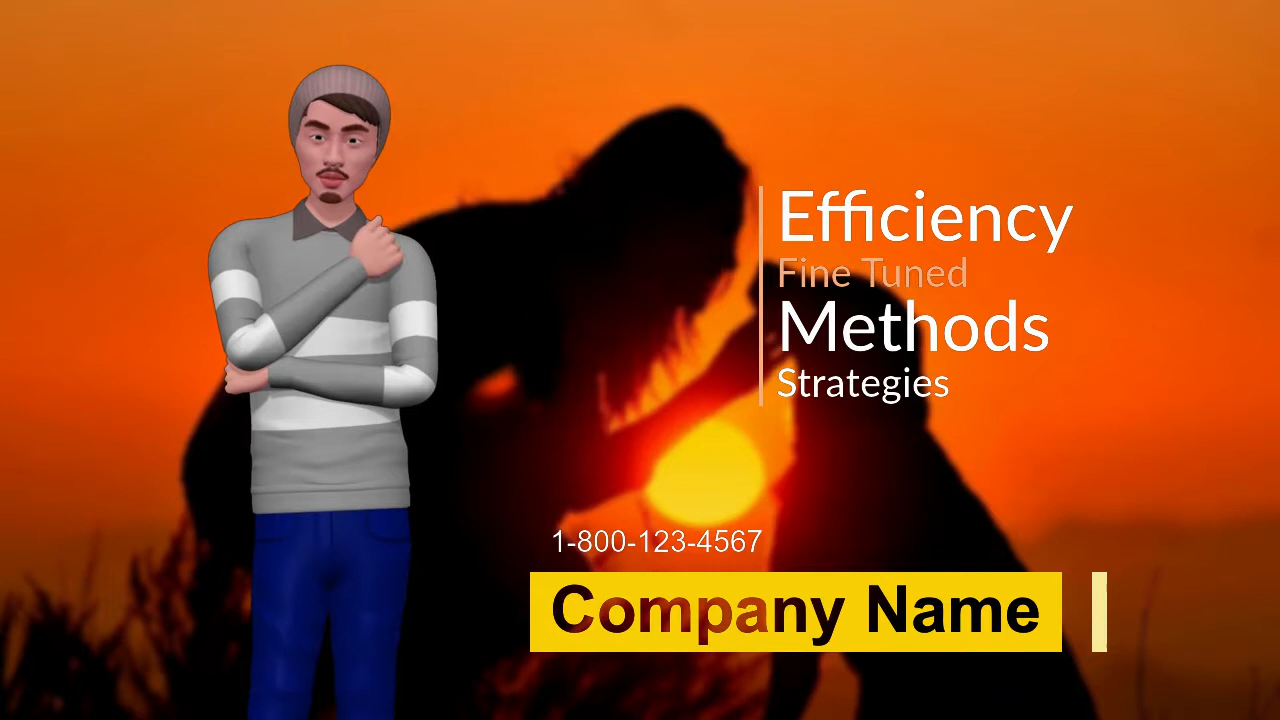 Efficiency
Fine Tuned
Methods
Strategies
1-800-123-4567
Company Name